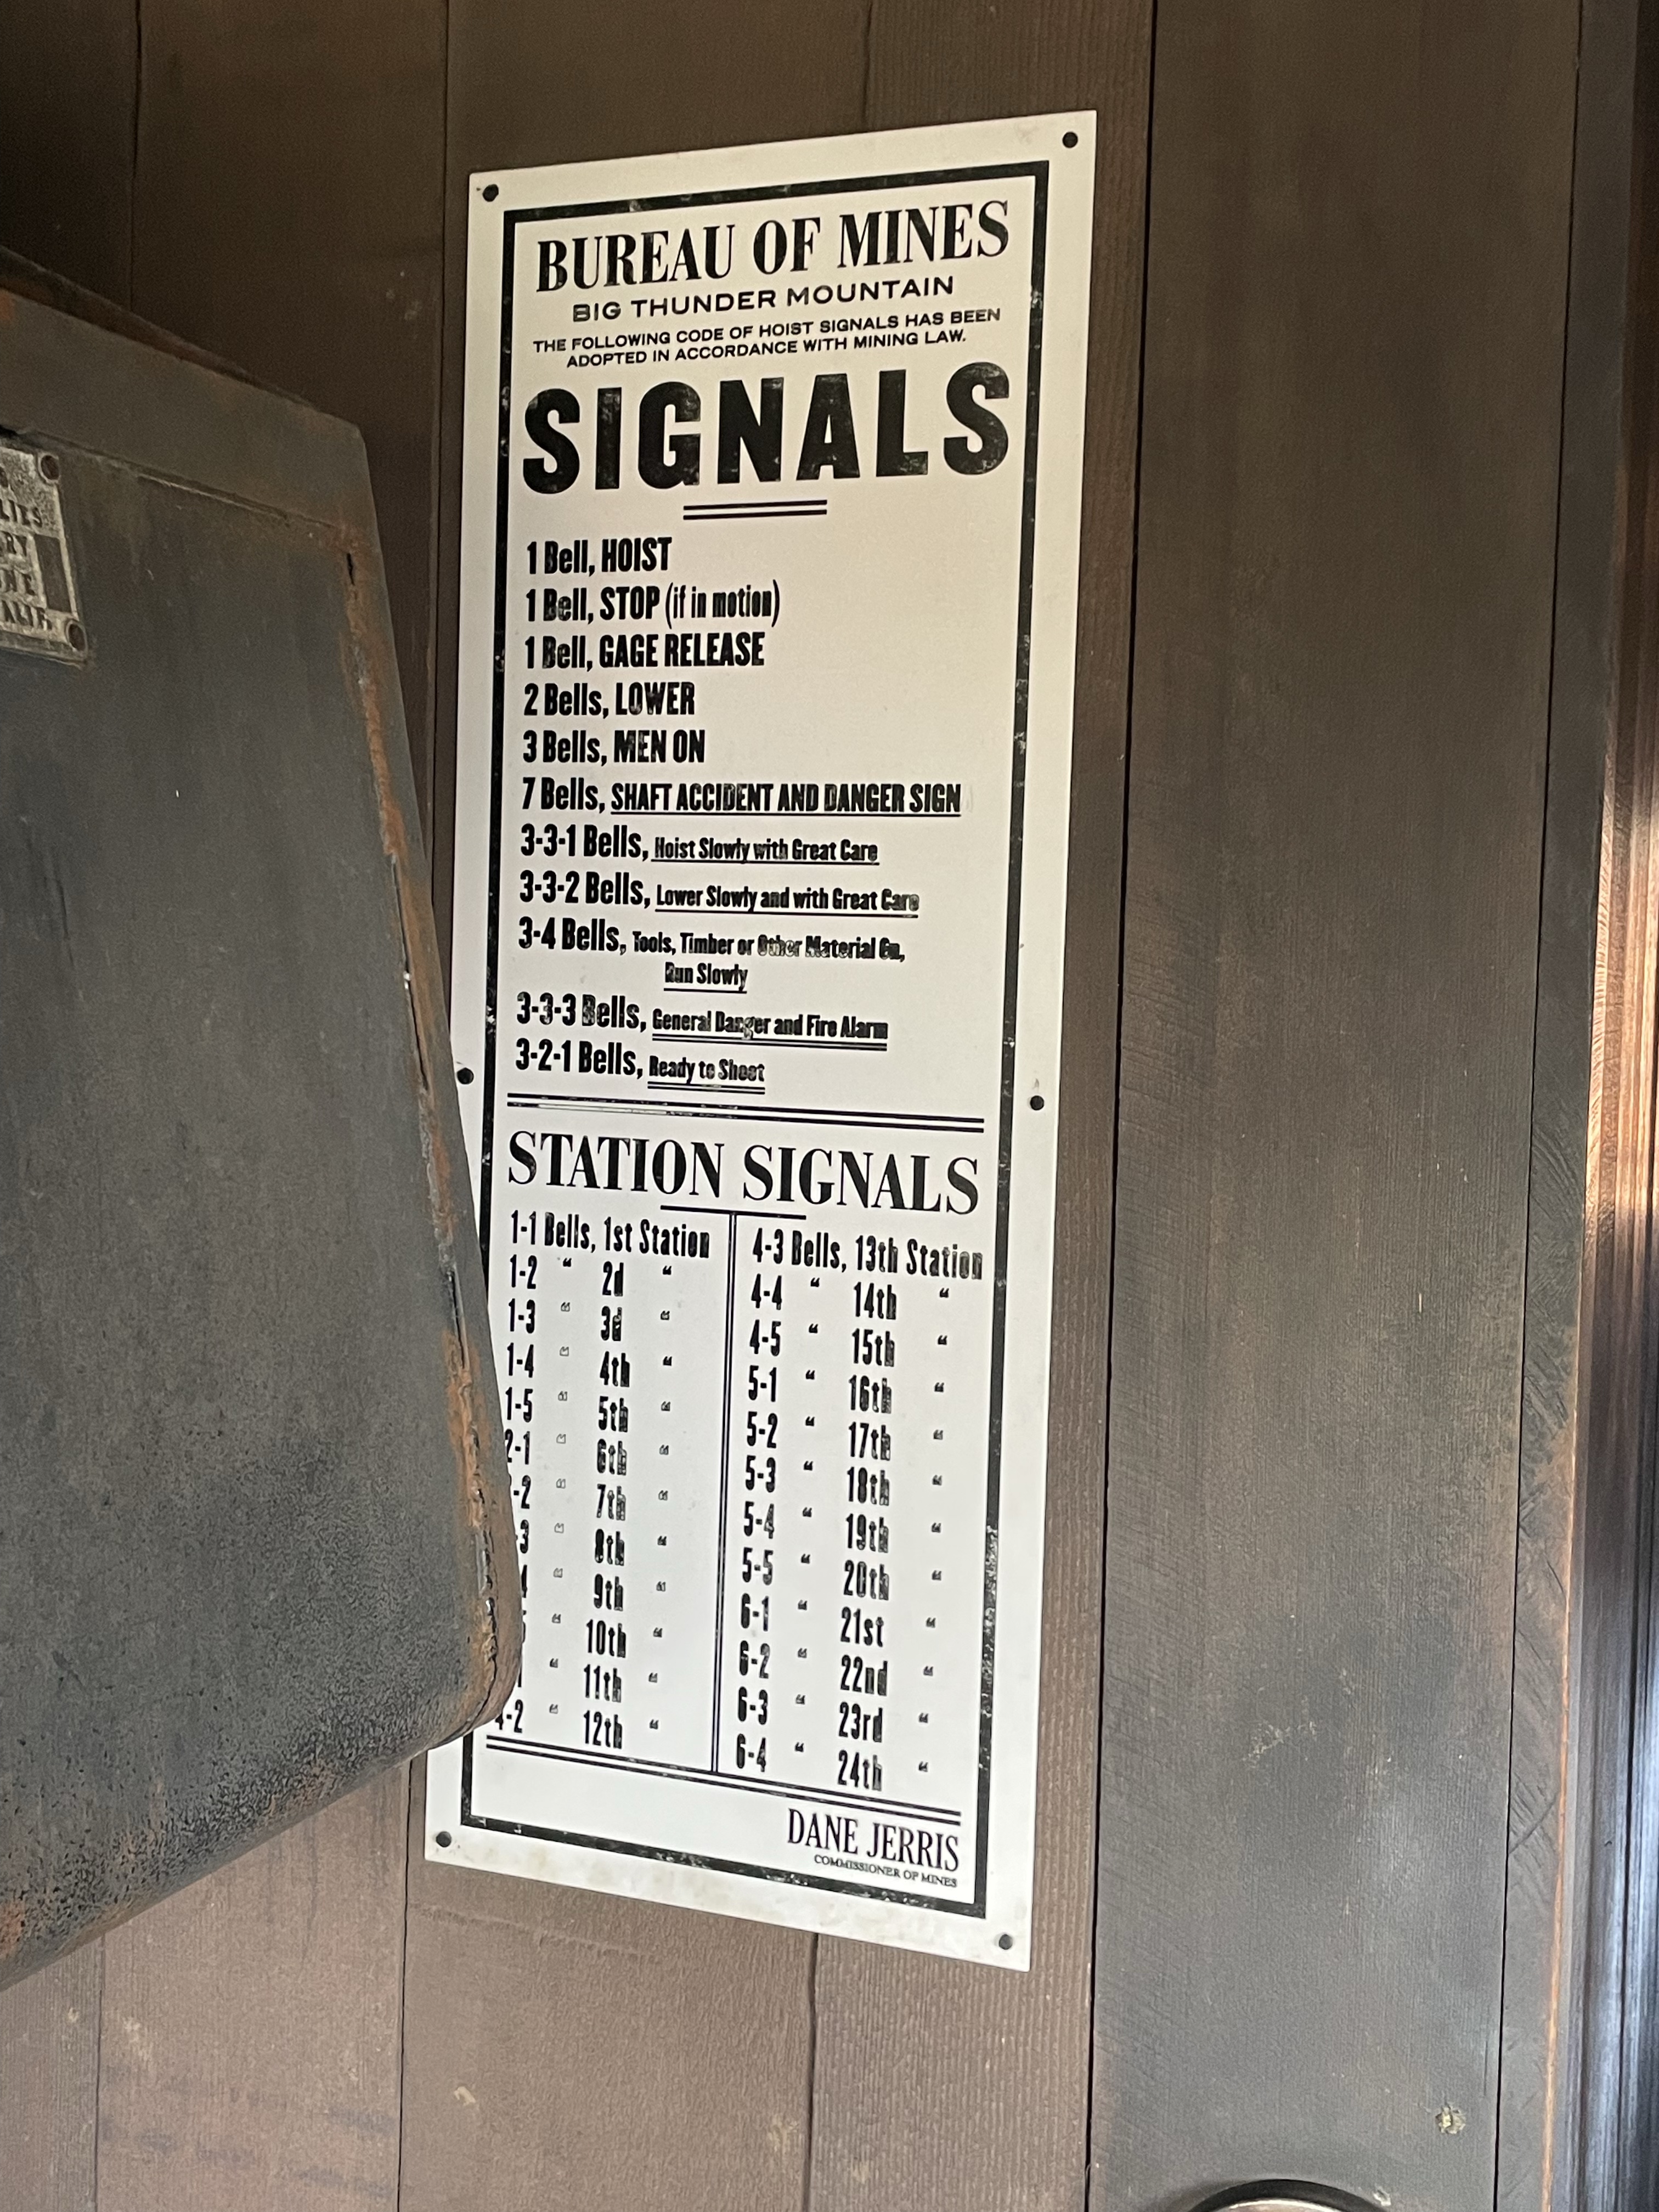 BUREAU OF MINES
BIG THUNDER MOUNTAIN
THE FOLLOWING CODE OF HOIST SIGNALS HAS BEEN
ADOPTED IN ACCORDANCE WITH MINING LAW.
SIGNALS
1 Bell, HOIST
1 Bell, STOP (if in motion)
1 Bell, GAGE RELEASE
2 Bells, LOWER
3 Bells, MEN ON
7 Bells, SHAFT ACCIDENT AND DANGER SIGN
3-3-1 Bells, Hoist Slowly with Great Care
3-3-2 Bells, Lower Slowly and with Great Care
3-4 Bells, Tools, Timber or Other Material On,
Run Slowly
3-3-3 Bells, General Danger and Fire Alarm
3-2-1 Bells, Ready to Shoot
STATION SIGNALS
1-1 Bells, 1st Station
1-2 " 2d "
1-3 " 3d "
1-4 " 4th "
1-5 " 5th "
2-1 " 6th "
-2 " 7th "
-3 " 8th "
4 " 9th "
" 10th "
1 " 11th "
4-2 " 12th "
4-3 Bells, 13th Station
4-4 " 14th "
4-5 " 15th "
5-1 " 16th "
5-2 " 17th "
5-3 " 18th "
5-4 " 19th "
5-5 " 20th "
6-1 " 21st "
6-2 " 22nd "
6-3 " 23rd "
6-4 " 24th "
DANE JERRIS
COMMISSIONER OF MINES